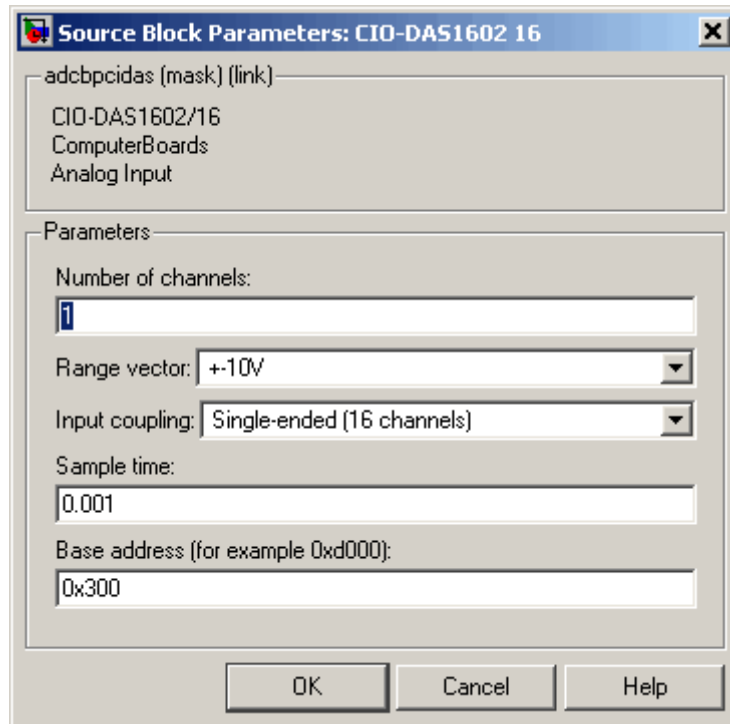 Source Block Parameters: CIO-DAS1602 16
adcbpcidas (mask) (link)
CIO-DAS1602/16
ComputerBoards
Analog Input
Parameters
Number of channels:
1
Range vector: +-10V
Input coupling: Single-ended (16 channels)
Sample time:
0.001
Base address (for example 0xd000):
0x300
OK Cancel Help